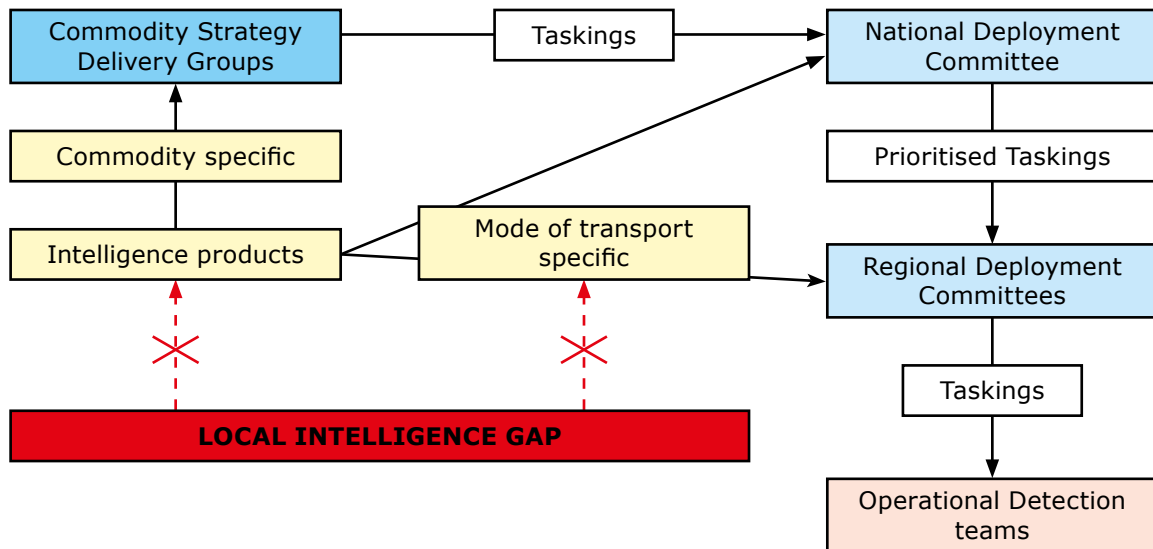 Commodity Strategy
Delivery Groups
Taskings
National Deployment
Committee
Commodity specific
Prioritised Taskings
Intelligence products
Mode of transport
specific
Regional Deployment
Committees
Taskings
LOCAL INTELLIGENCE GAP
Operational Detection
teams